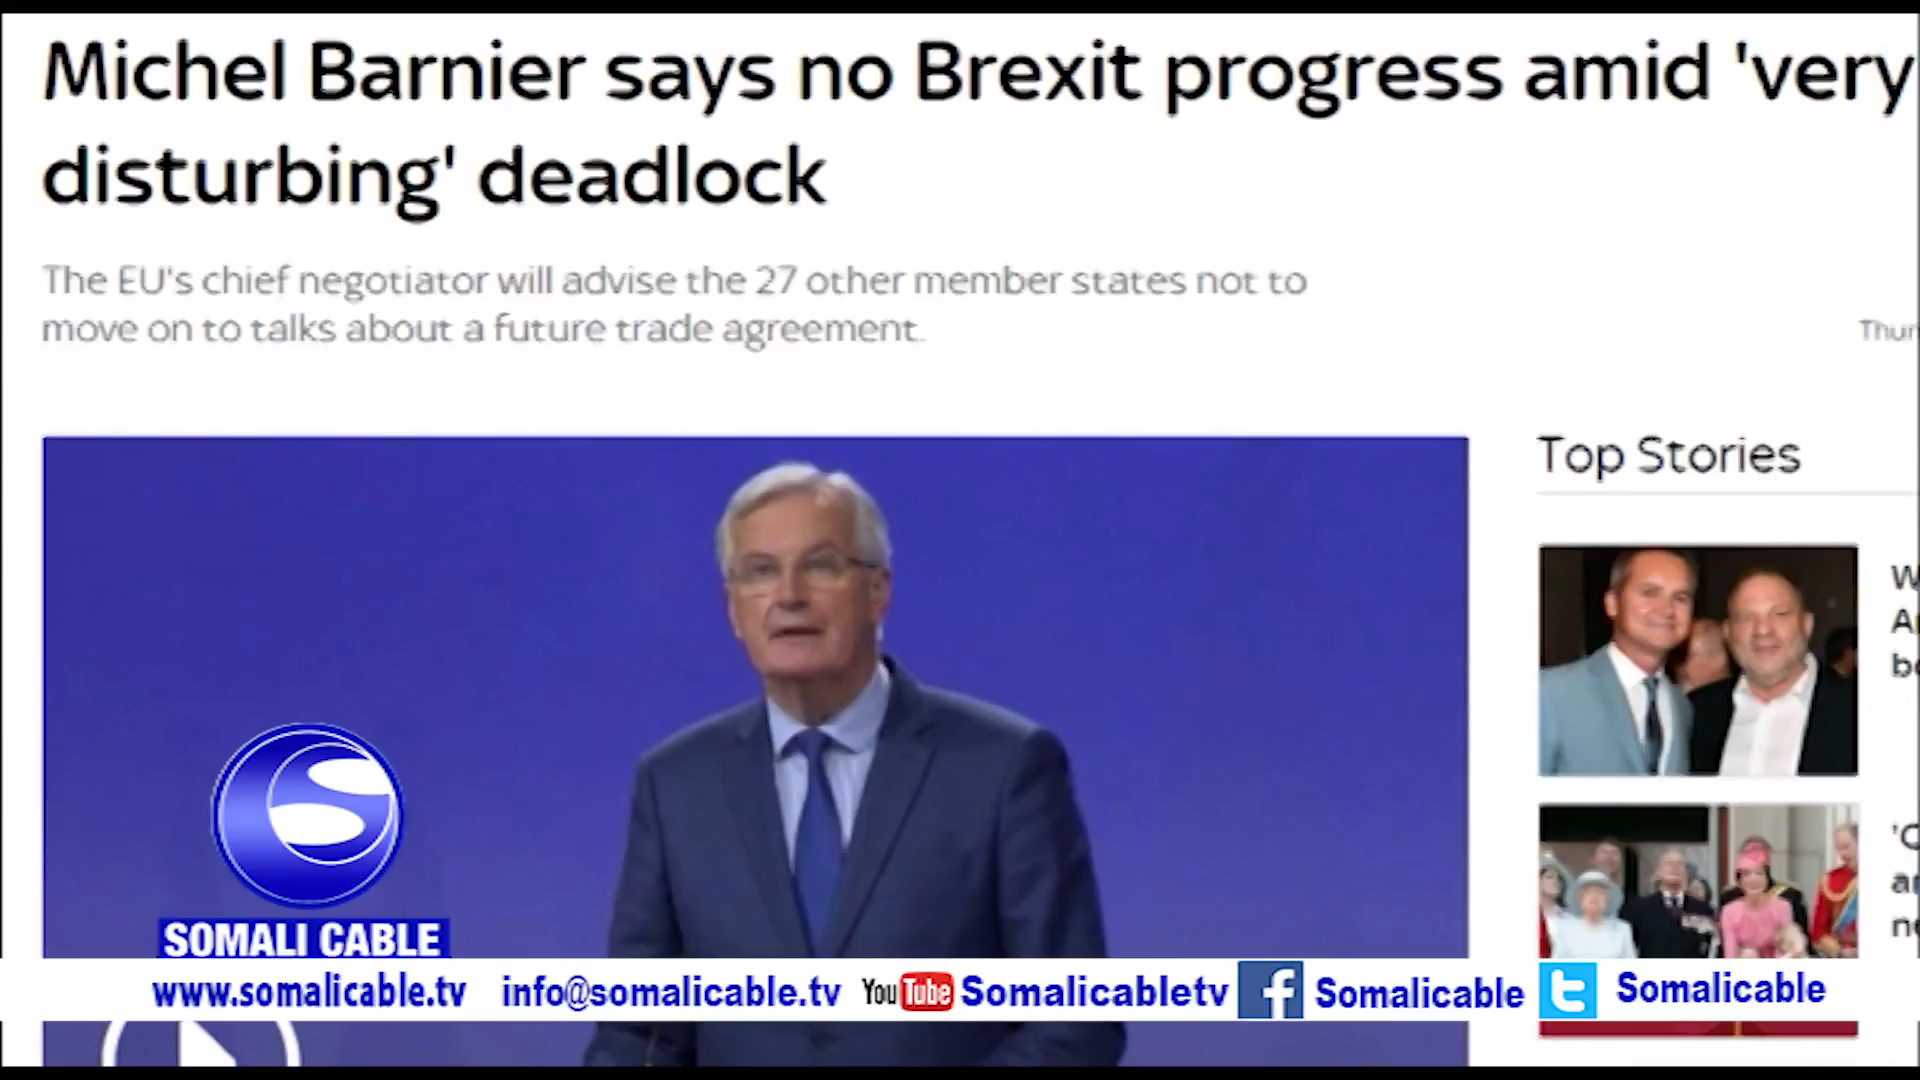 Michel Barnier says no Brexit progress amid 'very
disturbing' deadlock
The EU's chief negotiator will advise the 27 other member states not to
move on to talks about a future trade agreement.
Top Stories
SOMALI CABLE
www.somalicable.tv info@somalicable.tv YouTube Somalicabletv f Somalicable Somalicable